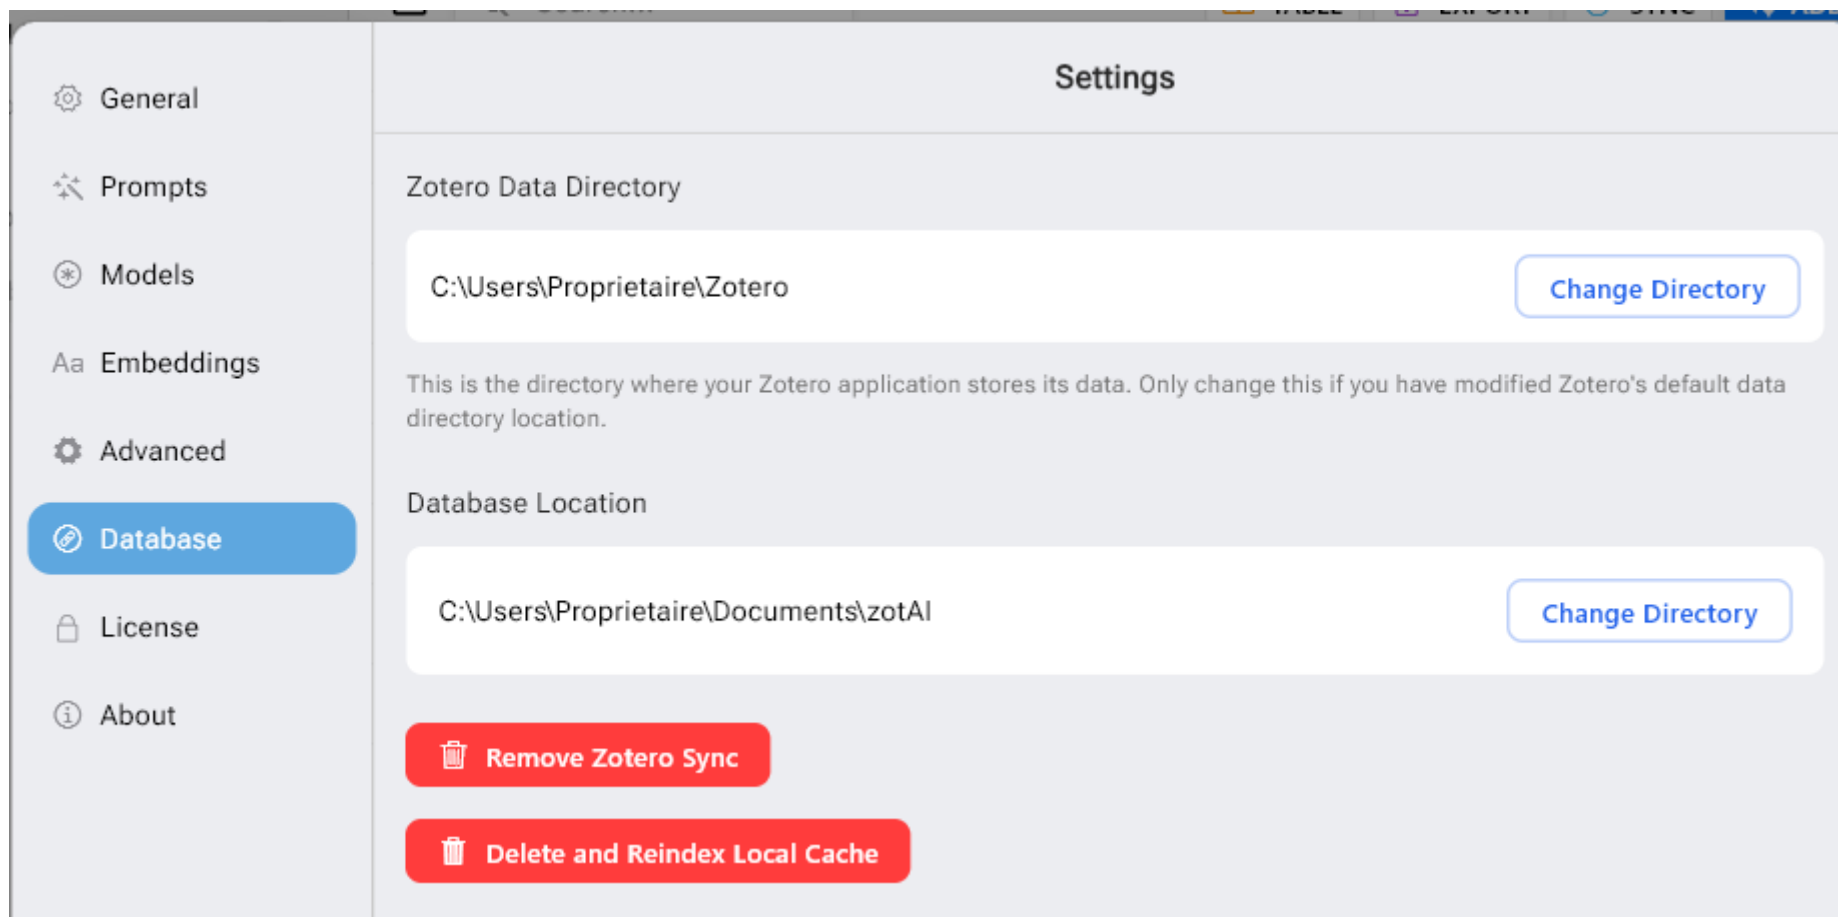 Settings
General
Prompts
Models
Aa Embeddings
Advanced
Database
License
About
Zotero Data Directory
C:\Users\Proprietaire\Zotero
Change Directory
This is the directory where your Zotero application stores its data. Only change this if you have modified Zotero's default data
directory location.
Database Location
C:\Users\Proprietaire\Documents\zotAI
Change Directory
Remove Zotero Sync
Delete and Reindex Local Cache